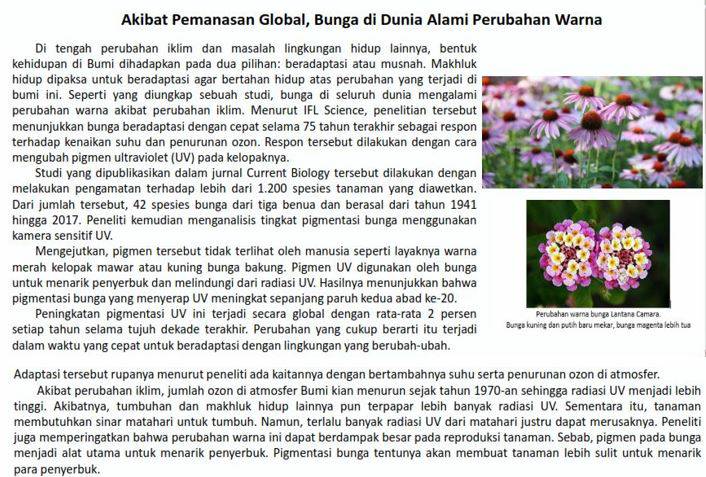 Akibat Pemanasan Global, Bunga di Dunia Alami Perubahan Warna
Di tengah perubahan iklim dan masalah lingkungan hidup lainnya, bentuk
kehidupan di Bumi dihadapkan pada dua pilihan: beradaptasi atau musnah. Makhluk
hidup dipaksa untuk beradaptasi agar bertahan hidup atas perubahan yang terjadi di
bumi ini. Seperti yang diungkap sebuah studi, bunga di seluruh dunia mengalami
perubahan warna akibat perubahan iklim. Menurut IFL Science, penelitian tersebut
menunjukkan bunga beradaptasi dengan cepat selama 75 tahun terakhir sebagai respon
terhadap kenaikan suhu dan penurunan ozon. Respon tersebut dilakukan dengan cara
mengubah pigmen ultraviolet (UV) pada kelopaknya.
Studi yang dipublikasikan dalam jurnal Current Biology tersebut dilakukan dengan
melakukan pengamatan terhadap lebih dari 1.200 spesies tanaman yang diawetkan.
Dari jumlah tersebut, 42 spesies bunga dari tiga benua dan berasal dari tahun 1941
hingga 2017. Peneliti kemudian menganalisis tingkat pigmentasi bunga menggunakan
kamera sensitif UV.
Mengejutkan, pigmen tersebut tidak terlihat oleh manusia seperti layaknya warna
merah kelopak mawar atau kuning bunga bakung. Pigmen UV digunakan oleh bunga
untuk menarik penyerbuk dan melindungi dari radiasi UV. Hasilnya menunjukkan bahwa
pigmentasi bunga yang menyerap UV meningkat sepanjang paruh kedua abad ke-20.
Peningkatan pigmentasi UV ini terjadi secara global dengan rata-rata 2 persen
setiap tahun selama tujuh dekade terakhir. Perubahan yang cukup berarti itu terjadi
dalam waktu yang cepat untuk beradaptasi dengan lingkungan yang berubah-ubah.
Perubahan warna bunga Lantana Camara.
Bunga kuning dan putih baru mekar, bunga magenta lebih tua
Adaptasi tersebut rupanya menurut peneliti ada kaitannya dengan bertambahnya suhu serta penurunan ozon di atmosfer.
Akibat perubahan iklim, jumlah ozon di atmosfer Bumi kian menurun sejak tahun 1970-an sehingga radiasi UV menjadi lebih
tinggi. Akibatnya, tumbuhan dan makhluk hidup lainnya pun terpapar lebih banyak radiasi UV. Sementara itu, tanaman
membutuhkan sinar matahari untuk tumbuh. Namun, terlalu banyak radiasi UV dari matahari justru dapat merusaknya. Peneliti
juga memperingatkan bahwa perubahan warna ini dapat berdampak besar pada reproduksi tanaman. Sebab, pigmen pada bunga
menjadi alat utama untuk menarik penyerbuk. Pigmentasi bunga tentunya akan membuat tanaman lebih sulit untuk menarik
para penyerbuk.